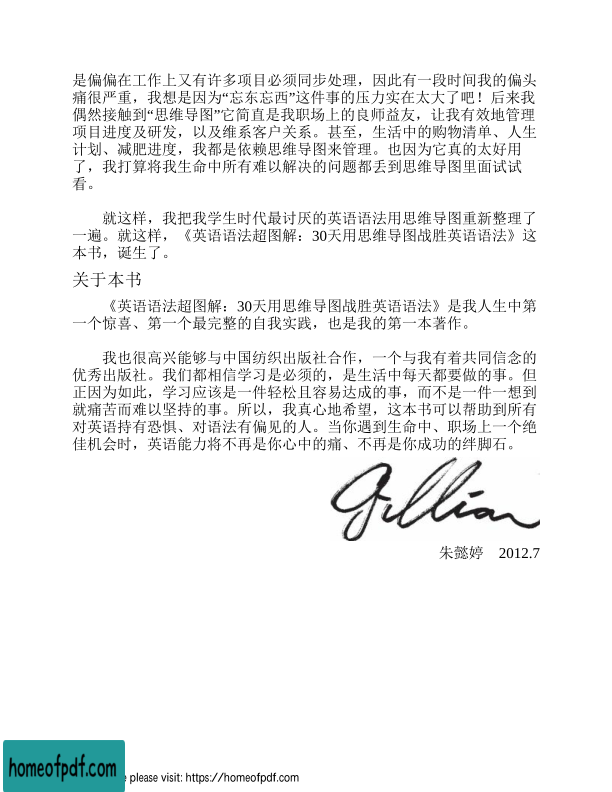 是偏偏在工作上又有许多项目必须同步处理，因此有一段时间我的偏头
痛很严重，我想是因为“忘东忘西”这件事的压力实在太大了吧！后来我
偶然接触到“思维导图”它简直是我职场上的良师益友，让我有效地管理
项目进度及研发，以及维系客户关系。甚至，生活中的购物清单、人生
计划、减肥进度，我都是依赖思维导图来管理。也因为它真的太好用
了，我打算将我生命中所有难以解决的问题都丢到思维导图里面试试
看。
就这样，我把我学生时代最讨厌的英语语法用思维导图重新整理了
一遍。就这样，《英语语法超图解：30天用思维导图战胜英语语法》这
本书，诞生了。
关于本书
《英语语法超图解：30天用思维导图战胜英语语法》是我人生中第
一个惊喜、第一个最完整的自我实践，也是我的第一本著作。
我也很高兴能够与中国纺织出版社合作，一个与我有着共同信念的
优秀出版社。我们都相信学习是必须的，是生活中每天都要做的事。但
正因为如此，学习应该是一件轻松且容易达成的事，而不是一件一想到
就痛苦而难以坚持的事。所以，我真心地希望，这本书可以帮助到所有
对英语持有恐惧、对语法有偏见的人。当你遇到生命中、职场上一个绝
佳机会时，英语能力将不再是你心中的痛、不再是你成功的绊脚石。
Gillian
朱懿婷 2012.7
homeofpdf.com
e please visit: https://homeofpdf.com